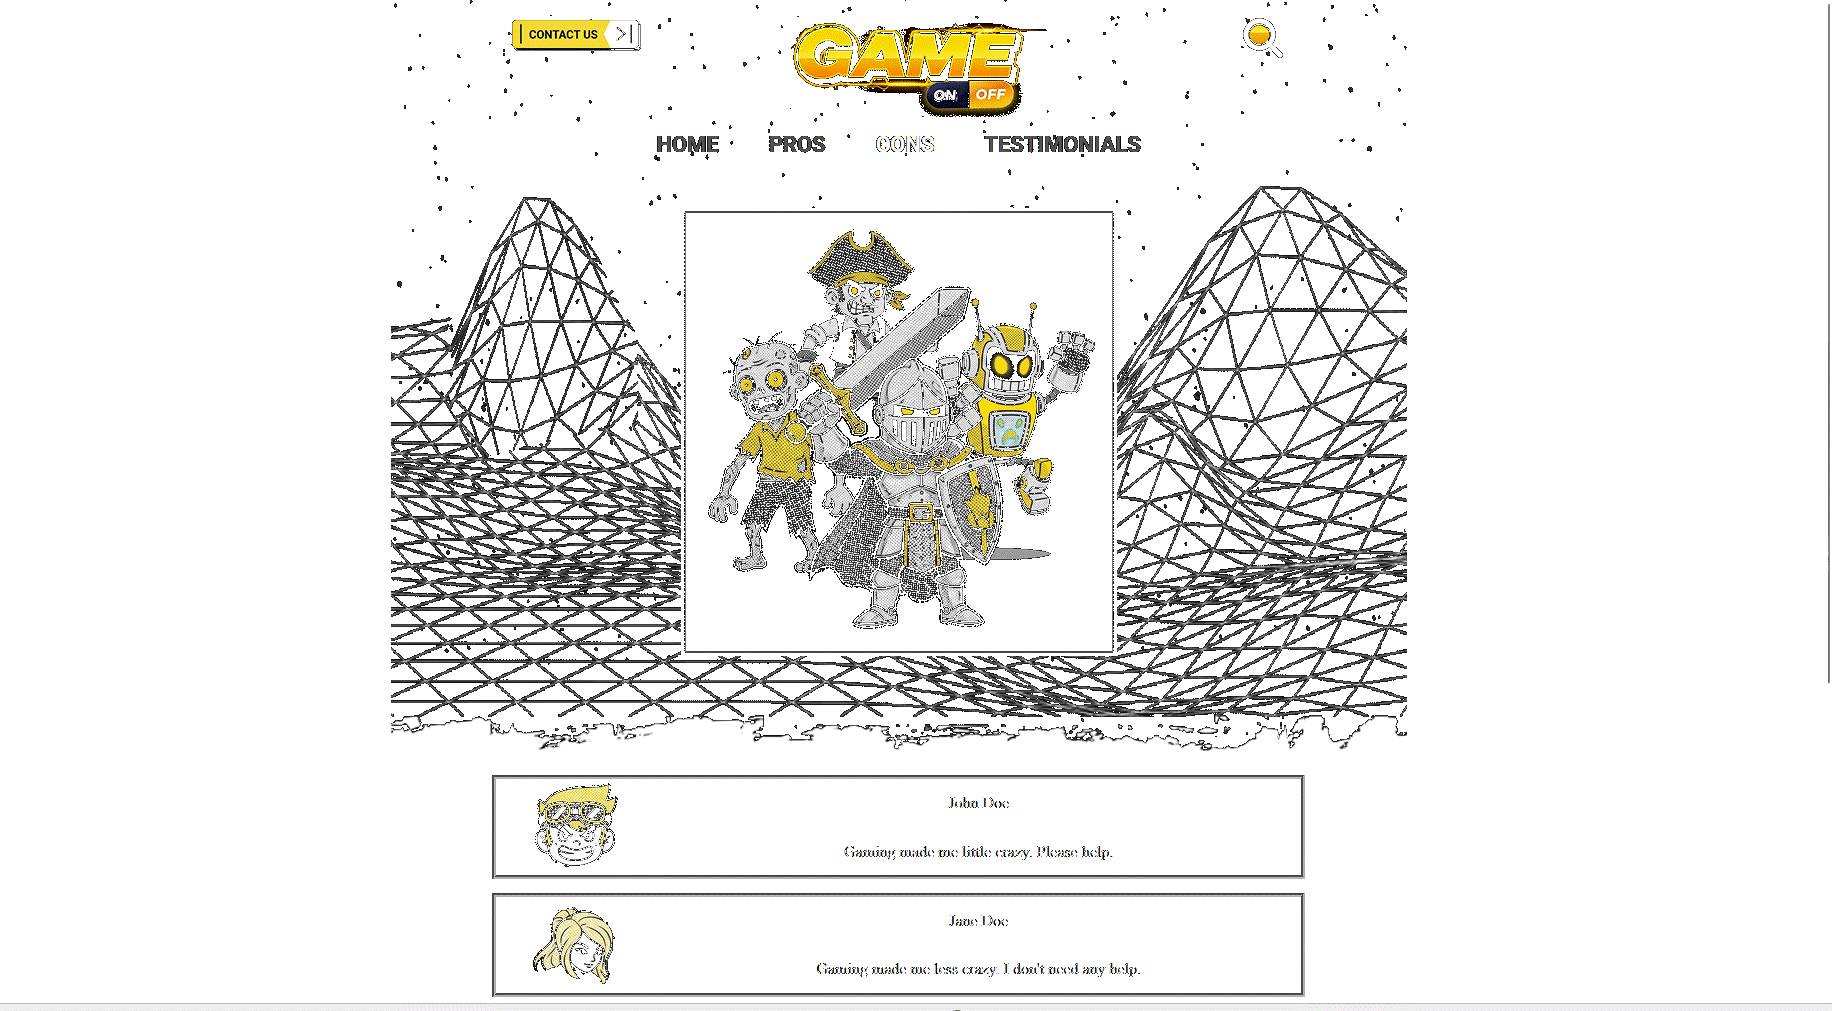 CONTACT US
GAME
ON OFF
HOME PROS CONS TESTIMONIALS
John Doe
Gaming made me little crazy. Please help.
Jane Doe
Gaming made me less crazy. I don't need any help.